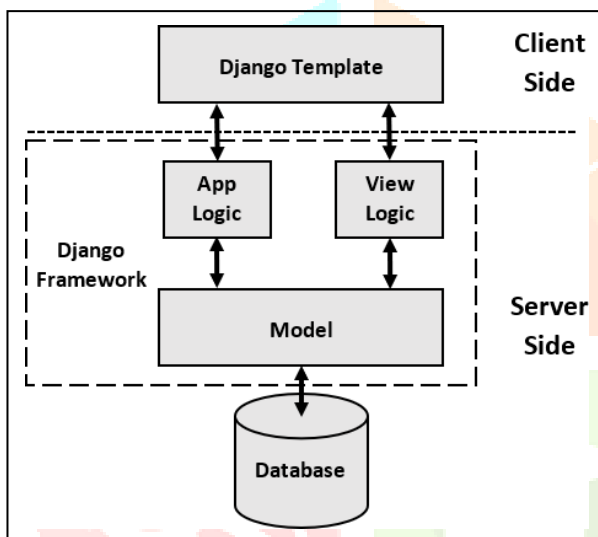 Django Template
Client
Side
App
Logic
View
Logic
Django
Framework
Model
Server
Side
Database